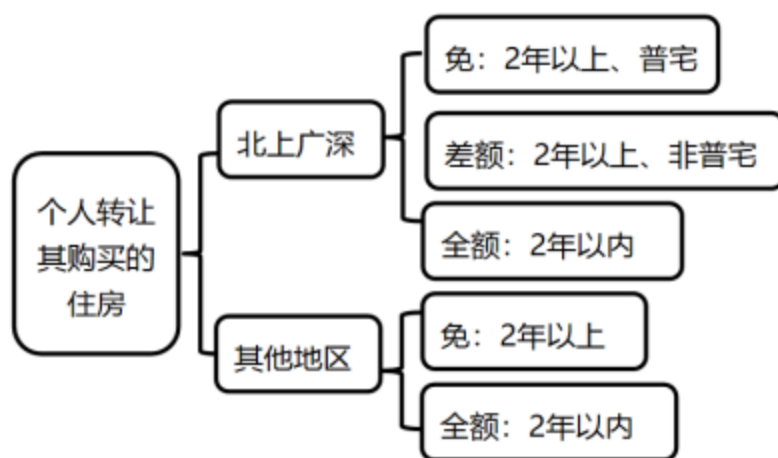 个人转让
其购买的
住房
北上广深
免：2年以上、普宅
差额：2年以上、非普宅
全额：2年以内
其他地区
免：2年以上
全额：2年以内